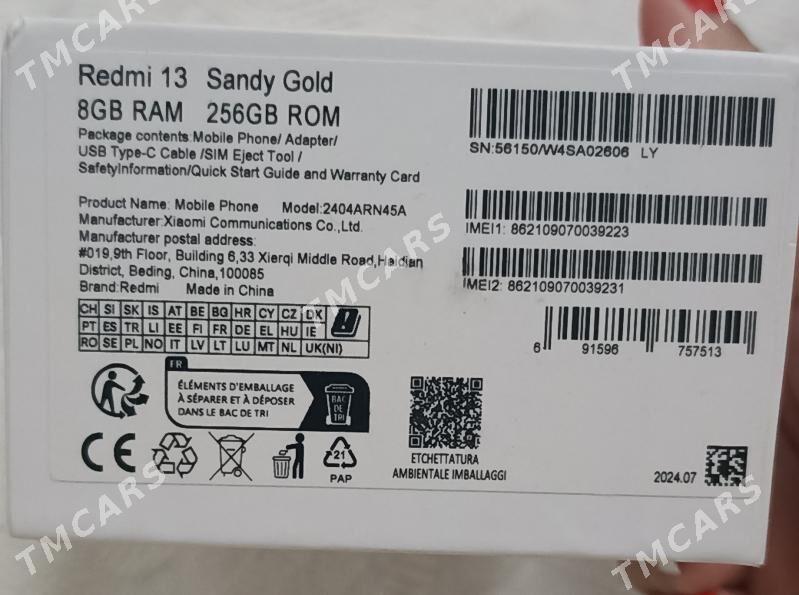 Redmi 13 Sandy Gold
8GB RAM 256GB ROM
Package contents:Mobile Phone/ Adapter/
USB Type-C Cable /SIM Eject Tool /
SafetyInformation/Quick Start Guide and Warranty Card
Product Name: Mobile Phone Model:2404ARN45A
Manufacturer:Xiaomi Communications Co.,Ltd.
Manufacturer postal address:
#019,9th Floor, Building 6,33 Xierqi Middle Road,Haidian
District, Beding, China,100085
Brand:Redmi Made in China
CH SI SK IS AT BE BG HR CY CZ DK
PT ES TR LI EE FI FR DE EL HU IE
RO SE PL NO IT LV LT LU MT NL UK(NI)
FR
ÉLÉMENTS D'EMBALLAGE
À SÉPARER ET À DÉPOSER
DANS LE BAC DE TRI
BAC
DE
TRI
CE
21
PAP
SN:56150/W4SA02606 LY
IMEI1: 862109070039223
IMEI2: 862109070039231
6 91596 757513
ETCHETTATURA
AMBIENTALE IMBALLAGGI
2024.07
TMCARS
TMCARS
TMCARS
TMCARS
TMCARS